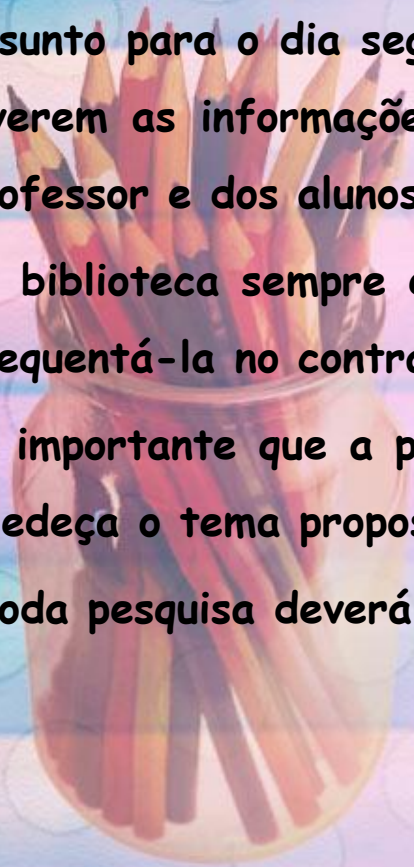 sunto para o dia seg
verem as informaçõe
ofessor e dos alunos
biblioteca sempre
equentá-la no contra
importante que a p
edeça o tema propos
oda pesquisa deverá